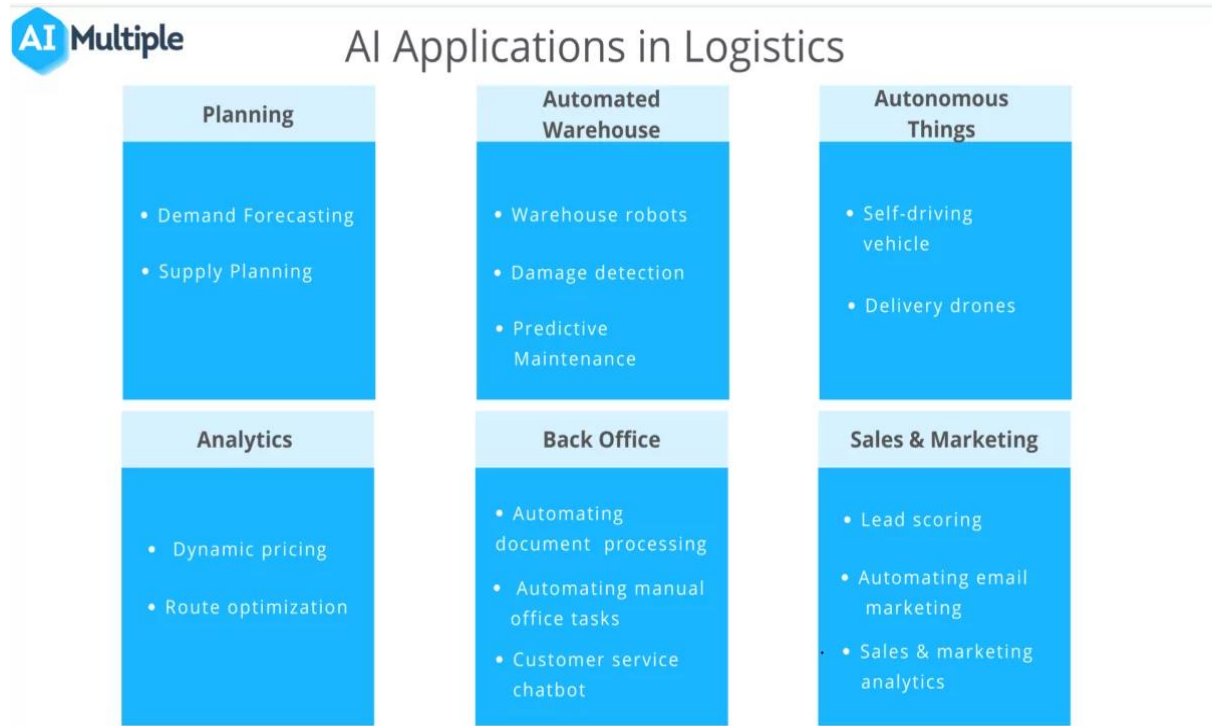 AI Multiple
AI Applications in Logistics
Planning
• Demand Forecasting
• Supply Planning
Automated
Warehouse
• Warehouse robots
• Damage detection
• Predictive
Maintenance
Autonomous
Things
• Self-driving
vehicle
• Delivery drones
Analytics
• Dynamic pricing
• Route optimization
Back Office
• Automating
document processing
• Automating manual
office tasks
• Customer service
chatbot
Sales & Marketing
• Lead scoring
• Automating email
marketing
• Sales & marketing
analytics